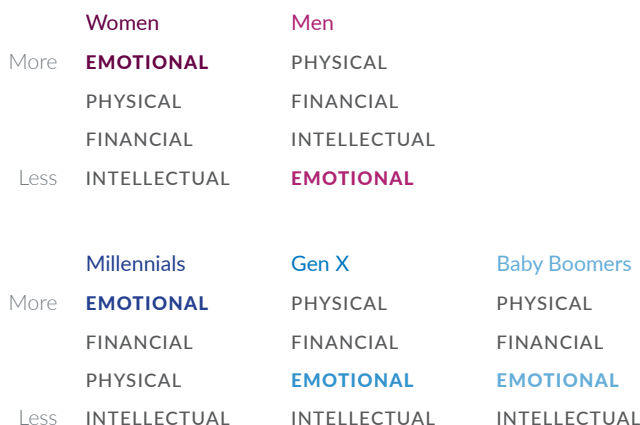 Women Men
More EMOTIONAL PHYSICAL
PHYSICAL FINANCIAL
FINANCIAL INTELLECTUAL
Less INTELLECTUAL EMOTIONAL
Millennials Gen X Baby Boomers
More EMOTIONAL PHYSICAL PHYSICAL
FINANCIAL FINANCIAL FINANCIAL
PHYSICAL EMOTIONAL EMOTIONAL
Less INTELLECTUAL INTELLECTUAL INTELLECTUAL